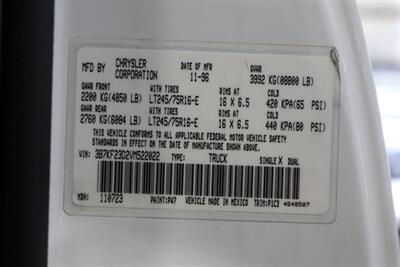 MFD BY CHRYSLER CORPORATION DATE OF MFR 11-96 GVWR 3992 KG(08800 LB)
GAWR FRONT WITH TIRES RIMS AT COLD
2200 KG(4850 LB) LT245/75R16-E 16 X 6.5 420 KPA(65 PSI)
GAWR REAR WITH TIRES RIMS AT COLD
2760 KG(6084 LB) LT245/75R16-E 16 X 6.5 440 KPA(80 PSI)
THIS VEHICLE CONFORMS TO ALL APPLICABLE FEDERAL MOTOR VEHICLE SAFETY
STANDARDS IN EFFECT ON THE DATE OF MANUFACTURE SHOWN ABOVE.
VIN: 3B7KF23D2VM522022 TYPE: TRUCK SINGLE X DUAL
MDH: 110723 PAINT: PW7 VEHICLE MADE IN MEXICO TRIM: P1C3 4648507